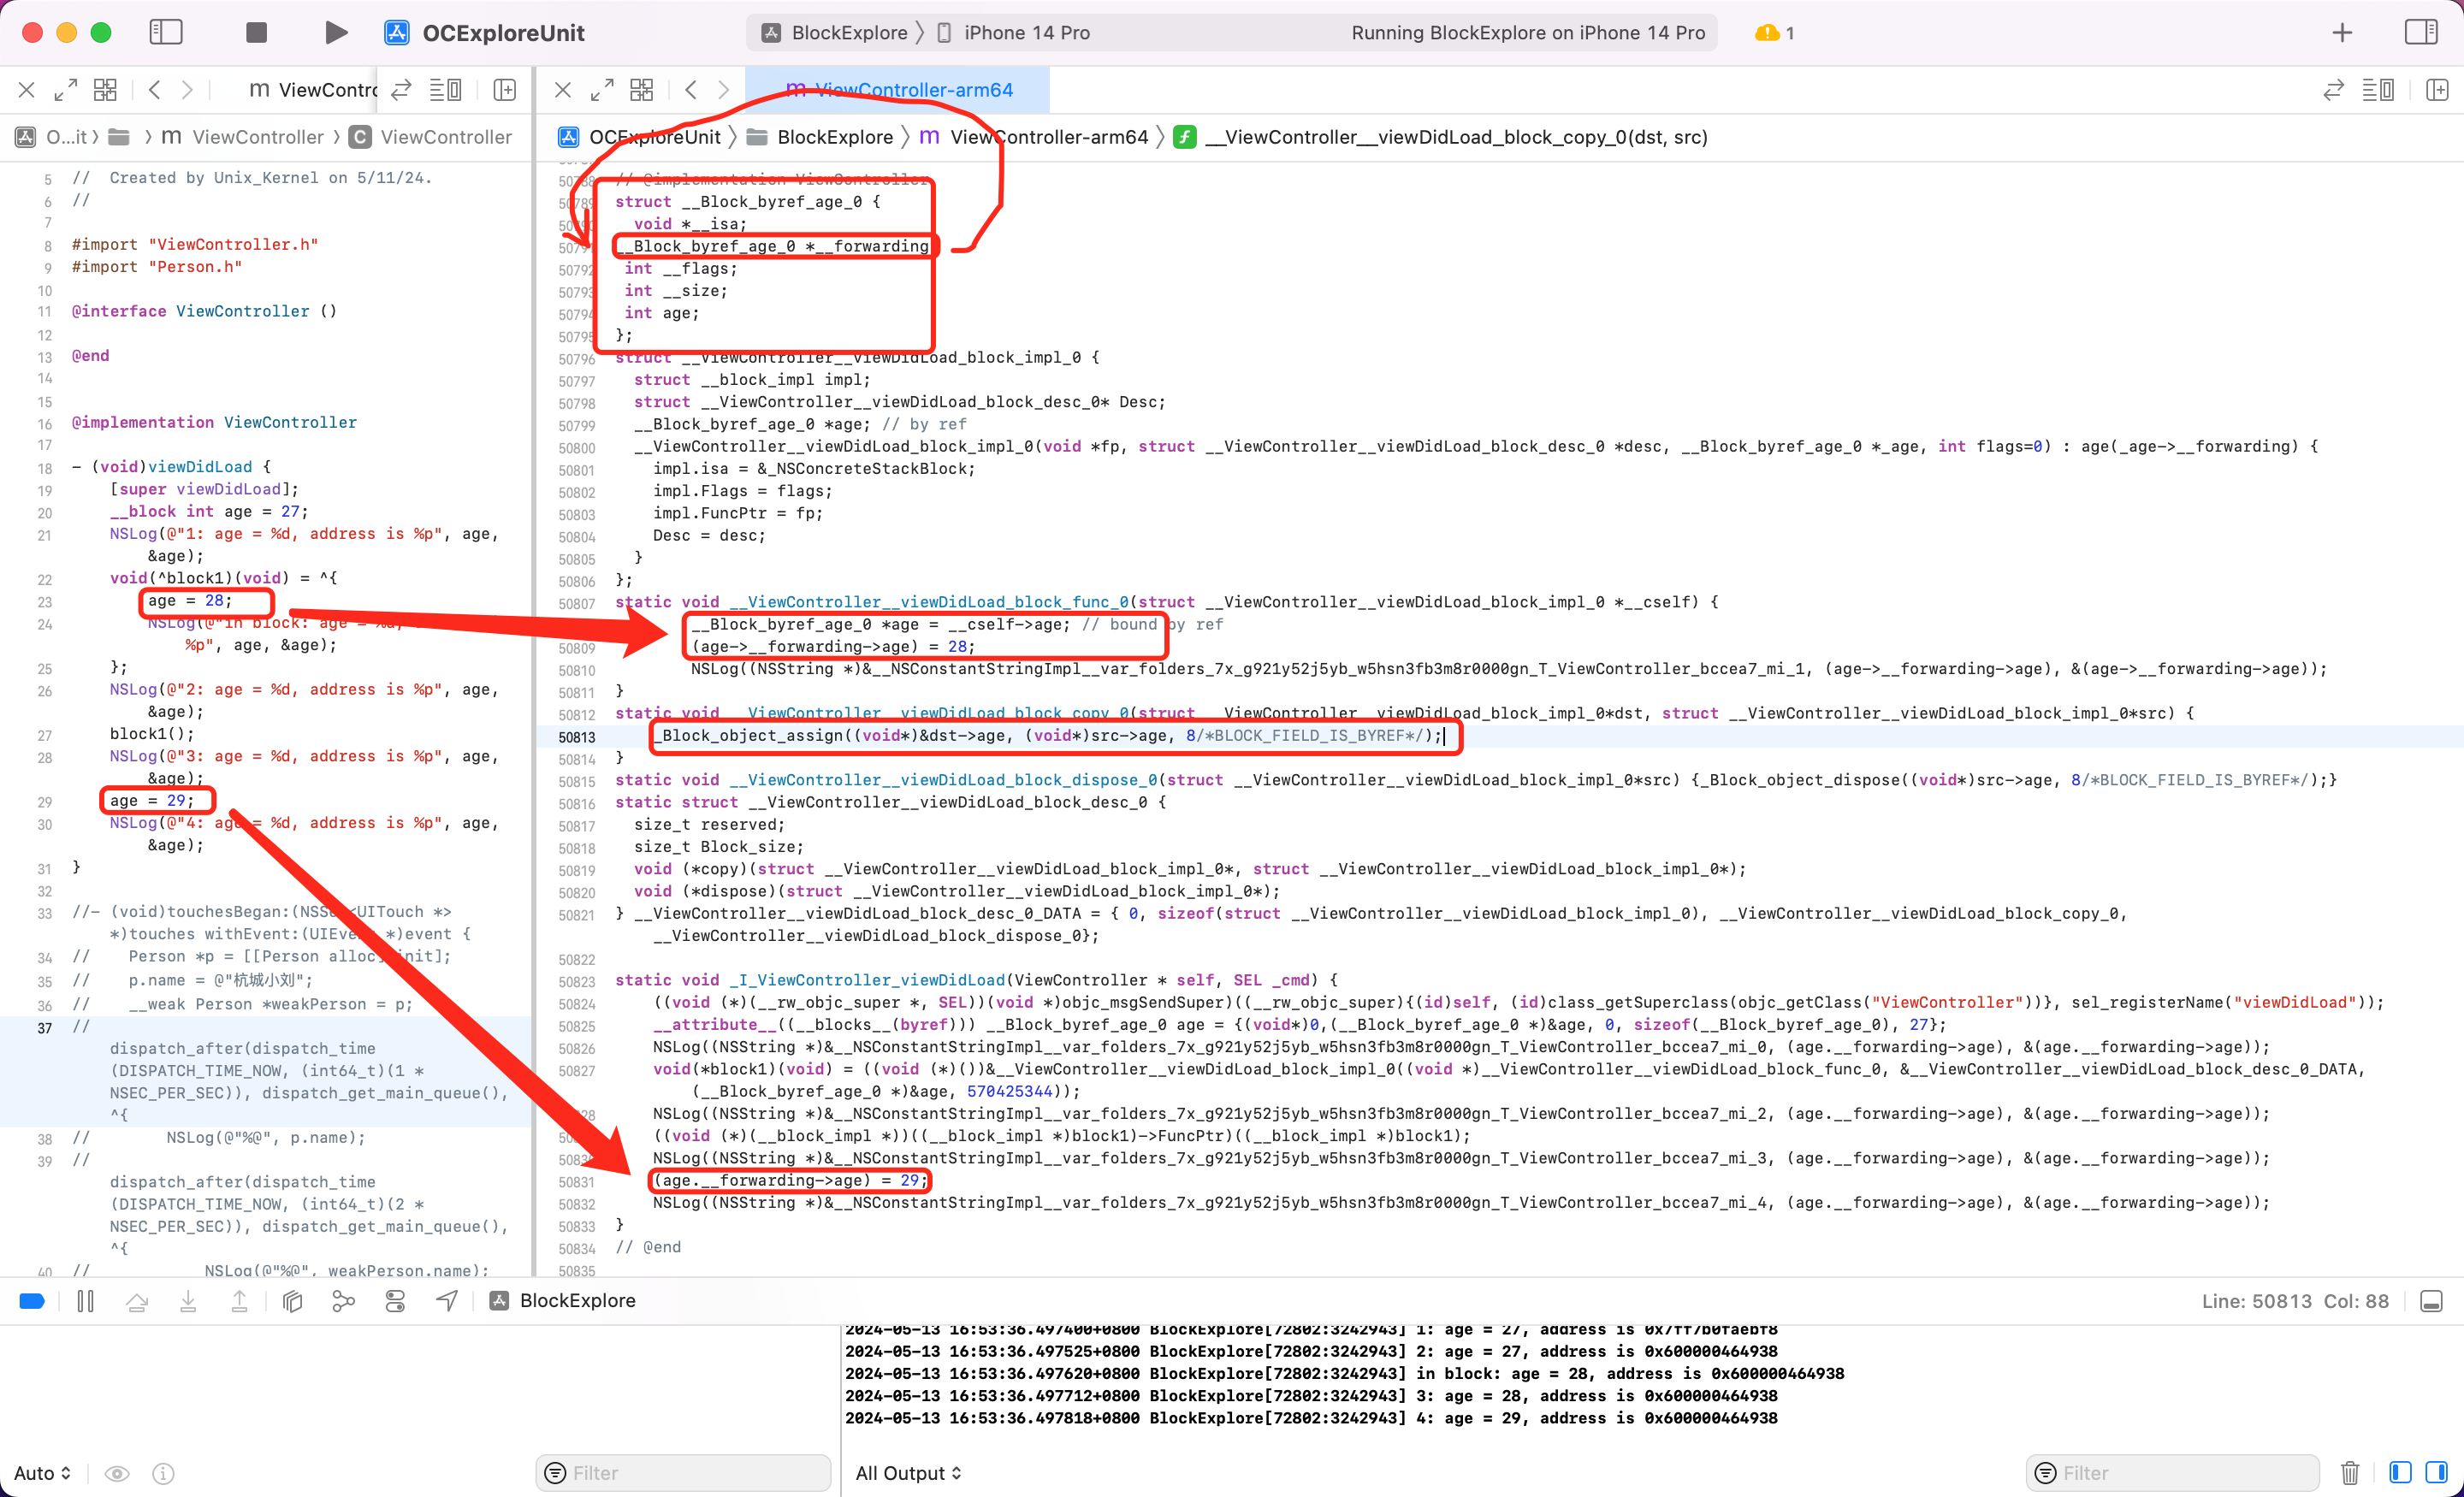 OCExploreUnit
BlockExplore 〉 iPhone 14 Pro
Running BlockExplore on iPhone 14 Pro
1
m ViewContro
O...it 〉 〉 m ViewController 〉 C ViewController
5 //  Created by Unix_Kernel on 5/11/24.
6 //
7
8 #import "ViewController.h"
9 #import "Person.h"
10
11 @interface ViewController ()
12
13 @end
14
15
16 @implementation ViewController
17
18 - (void)viewDidLoad {
19     [super viewDidLoad];
20     __block int age = 27;
21     NSLog(@"1: age = %d, address is %p", age,
        &age);
22     void(^block1)(void) = ^{
23         age = 28;
24         NSLog(@"in block: age = %d,
            %p", age, &age);
25     };
26     NSLog(@"2: age = %d, address is %p", age,
        &age);
27     block1();
28     NSLog(@"3: age = %d, address is %p", age,
        &age);
29     age = 29;
30     NSLog(@"4: age = %d, address is %p", age,
        &age);
31 }
32
33 //- (void)touchesBegan:(NSSet<UITouch *>
    *)touches withEvent:(UIEvent *)event {
34 //    Person *p = [[Person alloc] init];
35 //    p.name = @"杭城小刘";
36 //    __weak Person *weakPerson = p;
37 //
    dispatch_after(dispatch_time
    (DISPATCH_TIME_NOW, (int64_t)(1 *
    NSEC_PER_SEC)), dispatch_get_main_queue(),
    ^{
38 //        NSLog(@"%@", p.name);
39 //
    dispatch_after(dispatch_time
    (DISPATCH_TIME_NOW, (int64_t)(2 *
    NSEC_PER_SEC)), dispatch_get_main_queue(),
    ^{
40 //            NSLog(@"%@", weakPerson.name);
m ViewController-arm64
OCExploreUnit 〉 BlockExplore 〉 m ViewController-arm64 〉 f __ViewController__viewDidLoad_block_copy_0(dst, src)
50788 // @implementation ViewController
50789 struct __Block_byref_age_0 {
void *__isa;
50791 __Block_byref_age_0 *__forwarding
50792  int __flags;
50793  int __size;
50794  int age;
50795 };
50796 struct __ViewController__viewDidLoad_block_impl_0 {
50797   struct __block_impl impl;
50798   struct __ViewController__viewDidLoad_block_desc_0* Desc;
50799   __Block_byref_age_0 *age; // by ref
50800   __ViewController__viewDidLoad_block_impl_0(void *fp, struct __ViewController__viewDidLoad_block_desc_0 *desc, __Block_byref_age_0 *_age, int flags=0) : age(_age->__forwarding) {
50801     impl.isa = &_NSConcreteStackBlock;
50802     impl.Flags = flags;
50803     impl.FuncPtr = fp;
50804     Desc = desc;
50805   }
50806 };
50807 static void __ViewController__viewDidLoad_block_func_0(struct __ViewController__viewDidLoad_block_impl_0 *__cself) {
__Block_byref_age_0 *age = __cself->age; // bound by ref
50809         (age->__forwarding->age) = 28;
50810         NSLog((NSString *)&__NSConstantStringImpl__var_folders_7x_g921y52j5yb_w5hsn3fb3m8r0000gn_T_ViewController_bccea7_mi_1, (age->__forwarding->age), &(age->__forwarding->age));
50811 }
50812 static void __ViewController__viewDidLoad_block_copy_0(struct __ViewController__viewDidLoad_block_impl_0*dst, struct __ViewController__viewDidLoad_block_impl_0*src) {
50813     _Block_object_assign((void*)&dst->age, (void*)src->age, 8/*BLOCK_FIELD_IS_BYREF*/);
50814 }
50815 static void __ViewController__viewDidLoad_block_dispose_0(struct __ViewController__viewDidLoad_block_impl_0*src) {_Block_object_dispose((void*)src->age, 8/*BLOCK_FIELD_IS_BYREF*/);}
50816 static struct __ViewController__viewDidLoad_block_desc_0 {
50817   size_t reserved;
50818   size_t Block_size;
50819   void (*copy)(struct __ViewController__viewDidLoad_block_impl_0*, struct __ViewController__viewDidLoad_block_impl_0*);
50820   void (*dispose)(struct __ViewController__viewDidLoad_block_impl_0*);
50821 } __ViewController__viewDidLoad_block_desc_0_DATA = { 0, sizeof(struct __ViewController__viewDidLoad_block_impl_0), __ViewController__viewDidLoad_block_copy_0,
    __ViewController__viewDidLoad_block_dispose_0};
50822
50823 static void _I_ViewController_viewDidLoad(ViewController * self, SEL _cmd) {
50824     ((void (*)(__rw_objc_super *, SEL))(void *)objc_msgSendSuper)((__rw_objc_super){(id)self, (id)class_getSuperclass(objc_getClass("ViewController"))}, sel_registerName("viewDidLoad"));
50825     __attribute__((__blocks__(byref))) __Block_byref_age_0 age = {(void*)0,(__Block_byref_age_0 *)&age, 0, sizeof(__Block_byref_age_0), 27};
50826     NSLog((NSString *)&__NSConstantStringImpl__var_folders_7x_g921y52j5yb_w5hsn3fb3m8r0000gn_T_ViewController_bccea7_mi_0, (age.__forwarding->age), &(age.__forwarding->age));
50827     void(*block1)(void) = ((void (*)())&__ViewController__viewDidLoad_block_impl_0((void *)__ViewController__viewDidLoad_block_func_0, &__ViewController__viewDidLoad_block_desc_0_DATA,
        (__Block_byref_age_0 *)&age, 570425344));
NSLog((NSString *)&__NSConstantStringImpl__var_folders_7x_g921y52j5yb_w5hsn3fb3m8r0000gn_T_ViewController_bccea7_mi_2, (age.__forwarding->age), &(age.__forwarding->age));
((void (*)(__block_impl *))((__block_impl *)block1)->FuncPtr)((__block_impl *)block1);
NSLog((NSString *)&__NSConstantStringImpl__var_folders_7x_g921y52j5yb_w5hsn3fb3m8r0000gn_T_ViewController_bccea7_mi_3, (age.__forwarding->age), &(age.__forwarding->age));
50831     (age.__forwarding->age) = 29;
50832     NSLog((NSString *)&__NSConstantStringImpl__var_folders_7x_g921y52j5yb_w5hsn3fb3m8r0000gn_T_ViewController_bccea7_mi_4, (age.__forwarding->age), &(age.__forwarding->age));
50833 }
50834 // @end
50835
BlockExplore
Line: 50813  Col: 88
2024-05-13 16:53:36.497400+0800 BlockExplore[72802:3242943] 1: age = 27, address is 0x7ff7b0faebf8
2024-05-13 16:53:36.497525+0800 BlockExplore[72802:3242943] 2: age = 27, address is 0x600000464938
2024-05-13 16:53:36.497620+0800 BlockExplore[72802:3242943] in block: age = 28, address is 0x600000464938
2024-05-13 16:53:36.497712+0800 BlockExplore[72802:3242943] 3: age = 28, address is 0x600000464938
2024-05-13 16:53:36.497818+0800 BlockExplore[72802:3242943] 4: age = 29, address is 0x600000464938
Auto
Filter
All Output
Filter